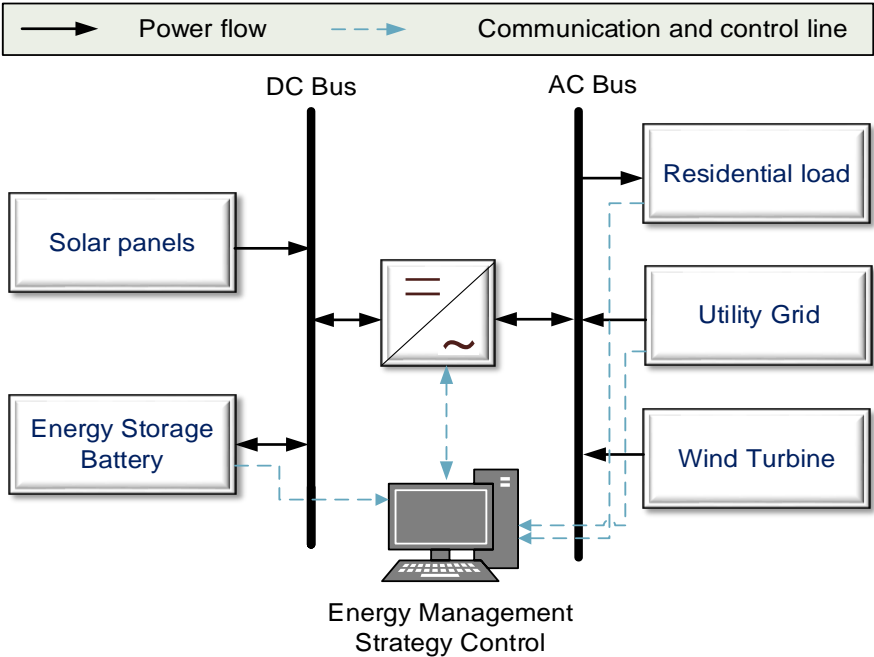 Power flow
Communication and control line
DC Bus
AC Bus
Residential load
Solar panels
Utility Grid
Energy Storage
Battery
Wind Turbine
Energy Management
Strategy Control